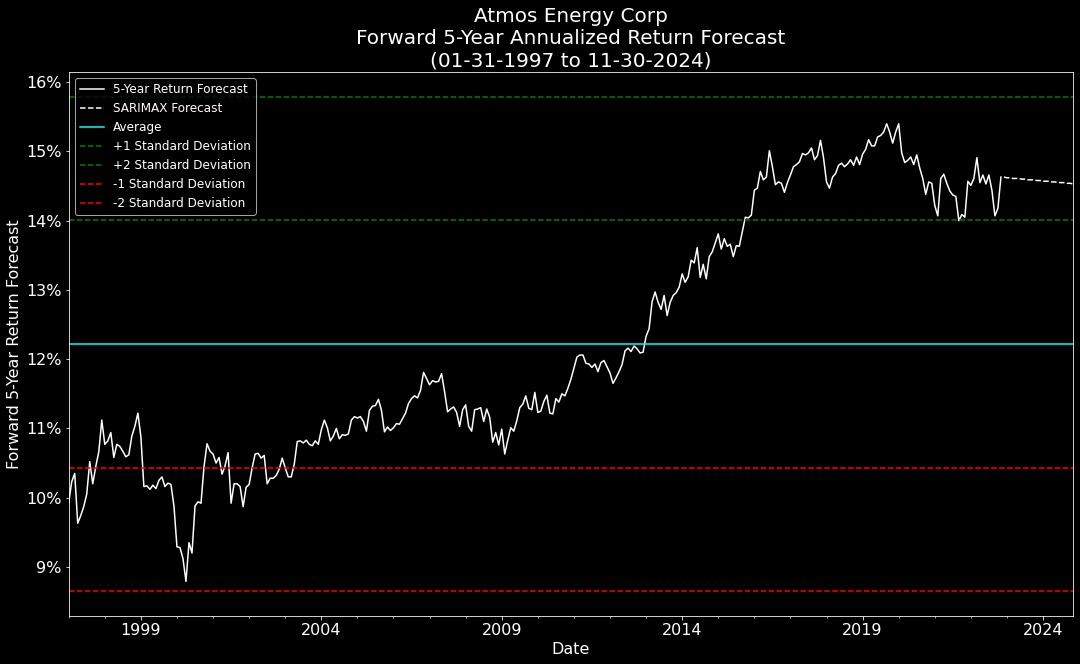 Atmos Energy Corp
Forward 5-Year Annualized Return Forecast
(01-31-1997 to 11-30-2024)
5-Year Return Forecast
SARIMAX Forecast
Average
+1 Standard Deviation
+2 Standard Deviation
-1 Standard Deviation
-2 Standard Deviation
Forward 5-Year Return Forecast
16%
15%
14%
13%
12%
11%
10%
9%
1999
2004
2009
2014
2019
2024
Date